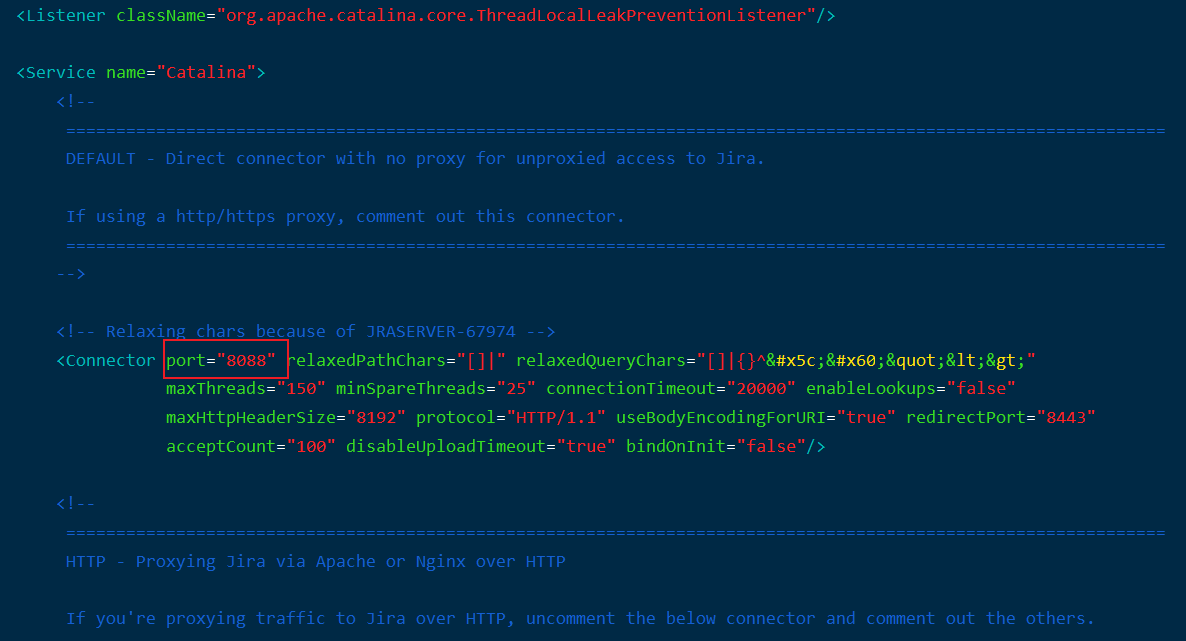 <Listener className="org.apache.catalina.core.ThreadLocalLeakPreventionListener"/>
<Service name="Catalina">
<!--
==============================================================================================================
DEFAULT - Direct connector with no proxy for unproxied access to Jira.
If using a http/https proxy, comment out this connector.
==============================================================================================================
-->
<!-- Relaxing chars because of JRASERVER-67974 -->
<Connector port="8088" relaxedPathChars="[]|" relaxedQueryChars="[]|{}^&#x5c;&#x60;&quot;&lt;&gt;"
maxThreads="150" minSpareThreads="25" connectionTimeout="20000" enableLookups="false"
maxHttpHeaderSize="8192" protocol="HTTP/1.1" useBodyEncodingForURI="true" redirectPort="8443"
acceptCount="100" disableUploadTimeout="true" bindOnInit="false"/>
<!--
==============================================================================================================
HTTP - Proxying Jira via Apache or Nginx over HTTP
If you're proxying traffic to Jira over HTTP, uncomment the below connector and comment out the others.